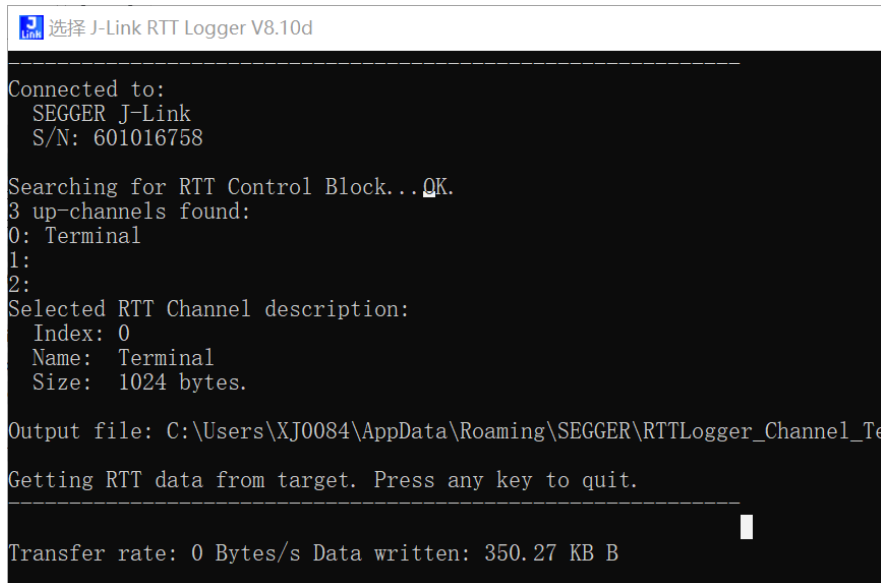 J-Link
选择 J-Link RTT Logger V8.10d
------------------------------------------------------------
Connected to:
  SEGGER J-Link
  S/N: 601016758
Searching for RTT Control Block...OK.
3 up-channels found:
0: Terminal
1:
2:
Selected RTT Channel description:
  Index: 0
  Name:  Terminal
  Size:  1024 bytes.
Output file: C:\Users\XJ0084\AppData\Roaming\SEGGER\RTTLogger_Channel_Te
Getting RTT data from target. Press any key to quit.
------------------------------------------------------------
Transfer rate: 0 Bytes/s Data written: 350.27 KB B